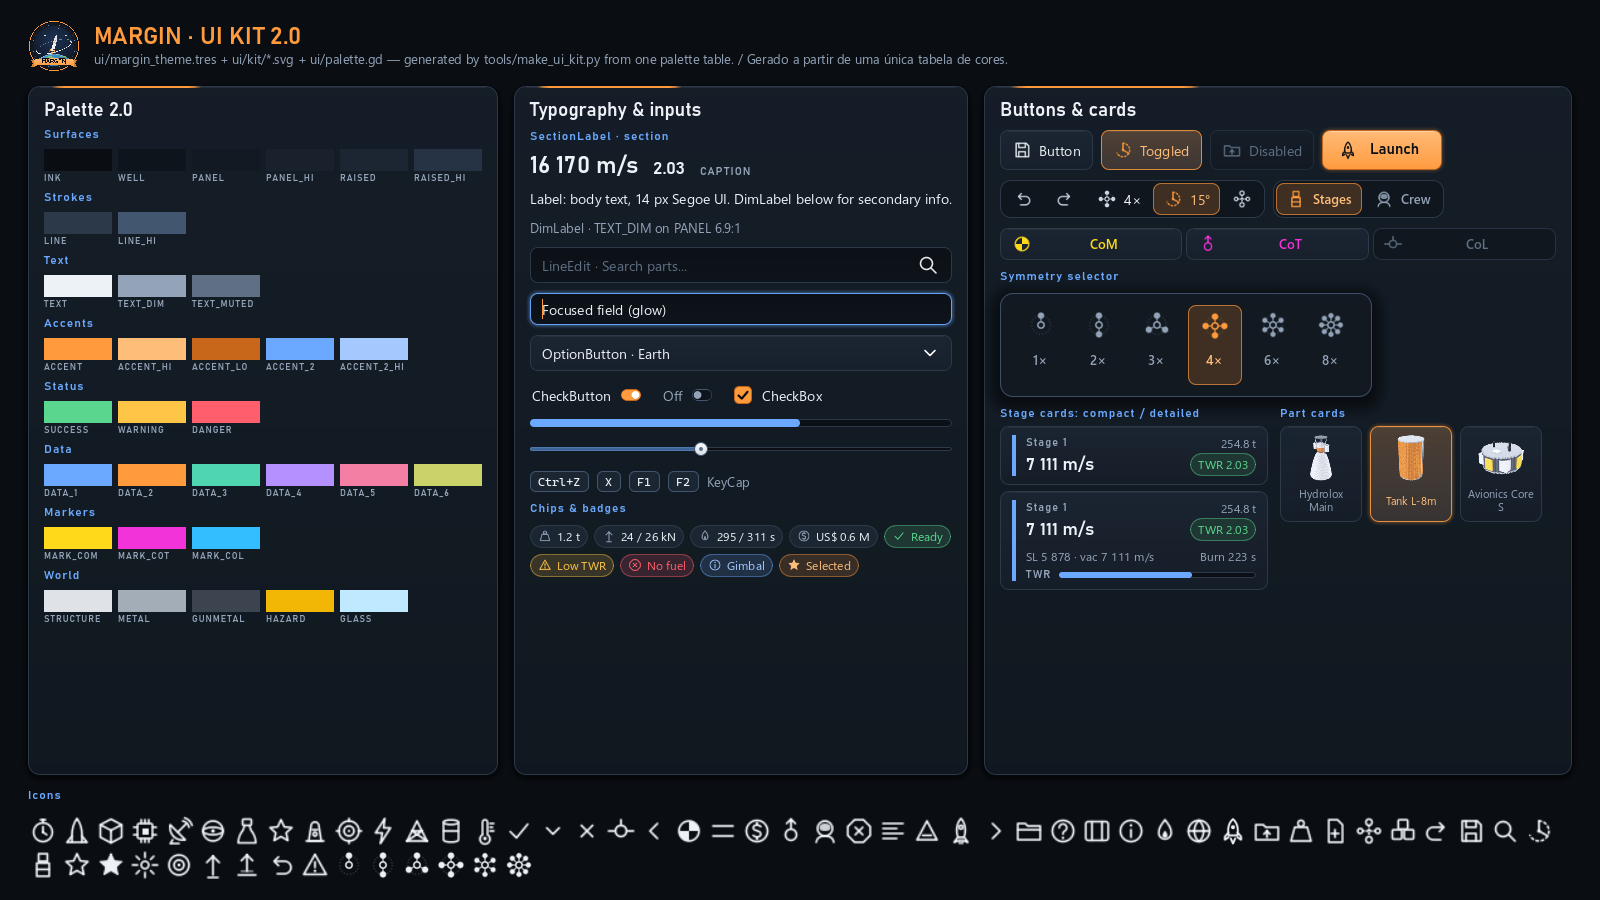 MARGIN · UI KIT 2.0
ui/margin_theme.tres + ui/kit/*.svg + ui/palette.gd — generated by tools/make_ui_kit.py from one palette table. / Gerado a partir de uma única tabela de cores.
Palette 2.0
Surfaces
INK WELL PANEL PANEL_HI RAISED RAISED_HI
Strokes
LINE LINE_HI
Text
TEXT TEXT_DIM TEXT_MUTED
Accents
ACCENT ACCENT_HI ACCENT_LO ACCENT_2 ACCENT_2_HI
Status
SUCCESS WARNING DANGER
Data
DATA_1 DATA_2 DATA_3 DATA_4 DATA_5 DATA_6
Markers
MARK_COM MARK_COT MARK_COL
World
STRUCTURE METAL GUNMETAL HAZARD GLASS
Typography & inputs
SectionLabel · section
16 170 m/s 2.03 CAPTION
Label: body text, 14 px Segoe UI. DimLabel below for secondary info.
DimLabel · TEXT_DIM on PANEL 6.9:1
LineEdit · Search parts...
Focused field (glow)
OptionButton · Earth
CheckButton Off CheckBox
Ctrl+Z X F1 F2 KeyCap
Chips & badges
1.2 t 24 / 26 kN 295 / 311 s US$ 0.6 M Ready
Low TWR No fuel Gimbal Selected
Buttons & cards
Button Toggled Disabled Launch
4× 15° Stages Crew
CoM CoT CoL
Symmetry selector
1× 2× 3× 4× 6× 8×
Stage cards: compact / detailed
Stage 1 254.8 t
7 111 m/s TWR 2.03
Stage 1 254.8 t
7 111 m/s TWR 2.03
SL 5 878 · vac 7 111 m/s Burn 223 s
TWR
Part cards
Hydrolox
Main
Tank L-8m
Avionics Core
S
Icons